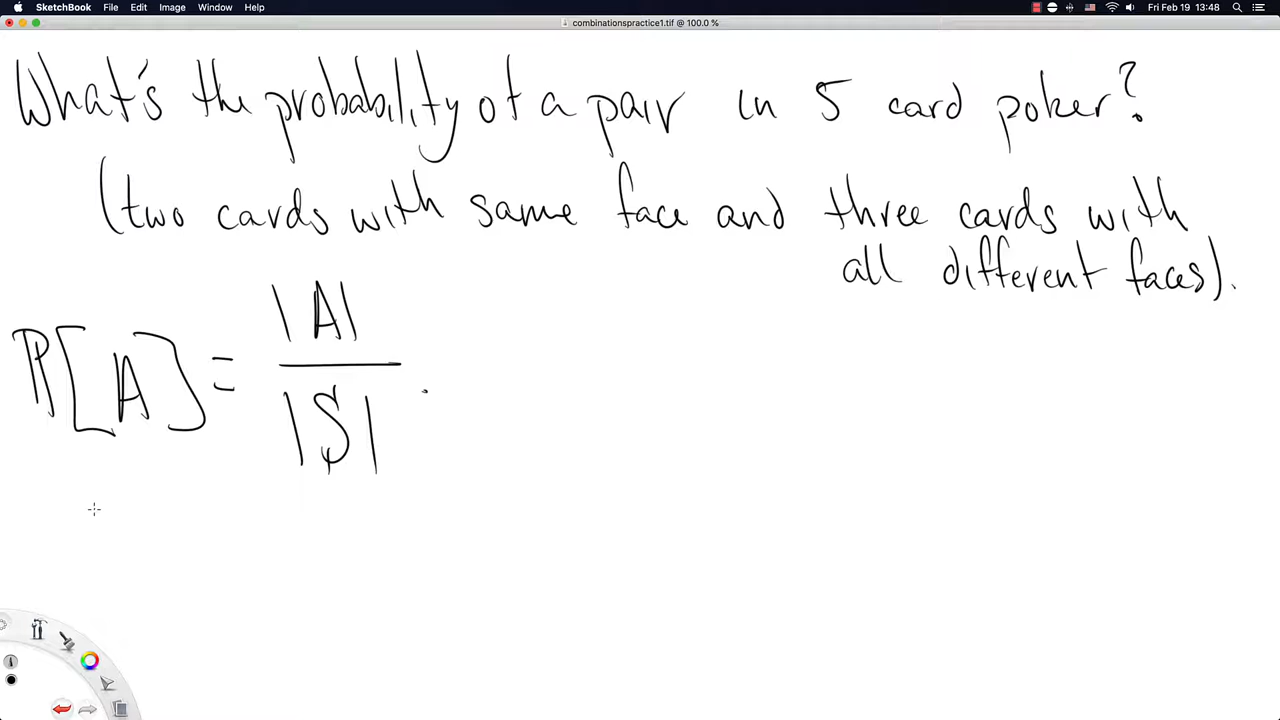 SketchBook File Edit Image Window Help Fri Feb 19 13:48
combinationspractice1.tif @ 100.0 %
What's the probability of a pair in 5 card poker?
(two cards with same face and three cards with
all different faces).
P[A] = |A| / |S| .